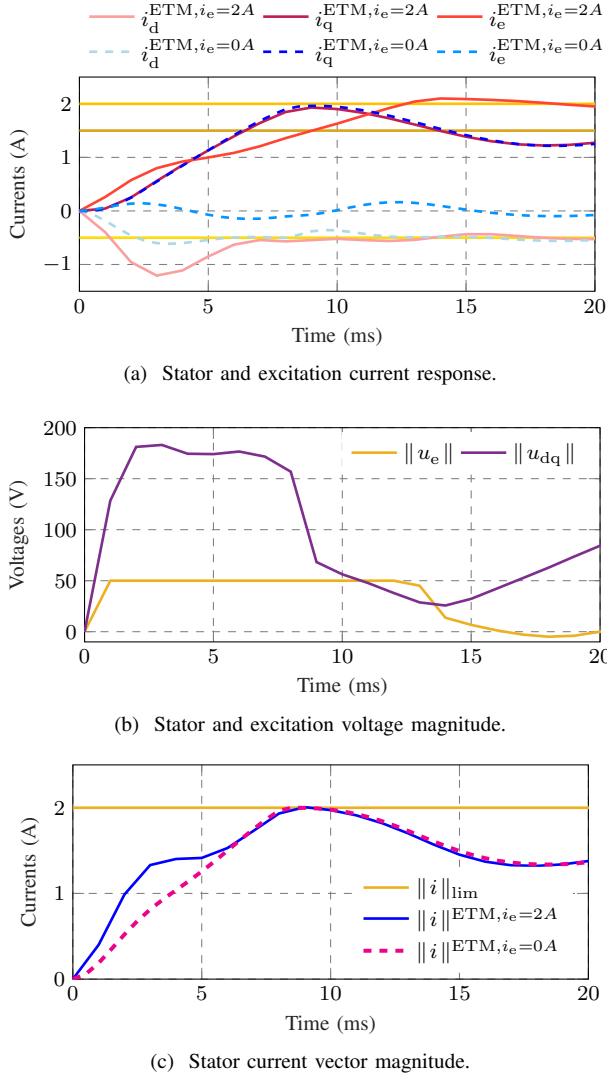 i_d^{ETM, i_e=2A} i_q^{ETM, i_e=2A} i_e^{ETM, i_e=2A}
i_d^{ETM, i_e=0A} i_q^{ETM, i_e=0A} i_e^{ETM, i_e=0A}
2
1
0
−1
Currents (A)
0 5 10 15 20
Time (ms)
(a) Stator and excitation current response.
200
150
100
50
0
Voltages (V)
‖u_e‖ ‖u_dq‖
0 5 10 15 20
Time (ms)
(b) Stator and excitation voltage magnitude.
2
1
0
Currents (A)
‖i‖_lim
‖i‖^{ETM, i_e=2A}
‖i‖^{ETM, i_e=0A}
0 5 10 15 20
Time (ms)
(c) Stator current vector magnitude.